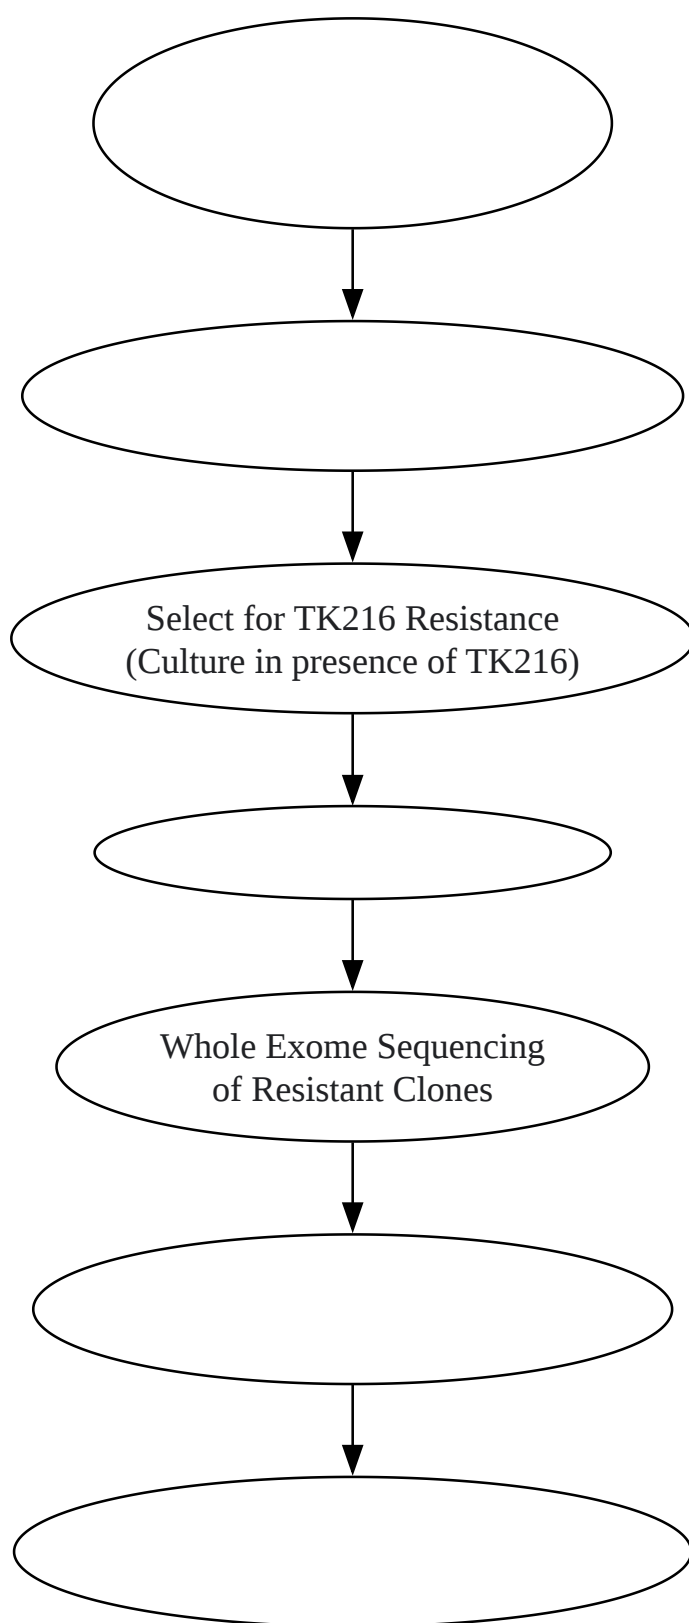 Select for TK216 Resistance
(Culture in presence of TK216)
Whole Exome Sequencing
of Resistant Clones